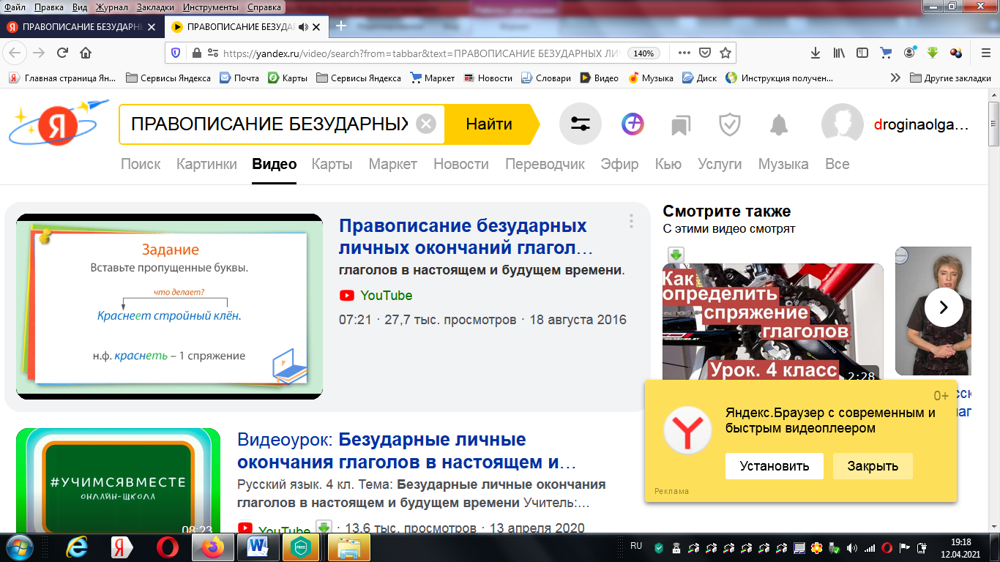 Файл Правка Вид Журнал Закладки Инструменты Справка
ПРАВОПИСАНИЕ БЕЗУДАРНЫ
ПРАВОПИСАНИЕ БЕЗУДАР
https://yandex.ru/video/search?from=tabbar&text=ПРАВОПИСАНИЕ БЕЗУДАРНЫХ ЛИЧ
140%
Главная страница Ян...
Сервисы Яндекса
Почта
Карты
Сервисы Яндекса
Маркет
Новости
Словари
Видео
Музыка
Диск
Инструкция получен...
Другие закладки
Я
ПРАВОПИСАНИЕ БЕЗУДАРНЫХ
Найти
droginaolga...
Поиск Картинки Видео Карты Маркет Новости Переводчик Эфир Кью Услуги Музыка Все
Задание
Вставьте пропущенные буквы.
что делает?
Краснеет стройный клён.
н.ф. краснеть – 1 спряжение
Правописание безударных
личных окончаний глагол...
глаголов в настоящем и будущем времени.
YouTube
07:21 · 27,7 тыс. просмотров · 18 августа 2016
Смотрите также
С этими видео смотрят
Как
определить
спряжение
глаголов
Урок. 4 класс
2:28
#УЧИМСЯВМЕСТЕ
ОНЛАЙН-ШКОЛА
08:23
Видеоурок: Безударные личные
окончания глаголов в настоящем и...
Русский язык. 4 кл. Тема: Безударные личные окончания
глаголов в настоящем и будущем времени Учитель:...
YouTube · 13,6 тыс. просмотров · 13 апреля 2020
0+
Яндекс.Браузер с современным и
быстрым видеоплеером
Установить
Закрыть
Реклама
RU
19:18
12.04.2021